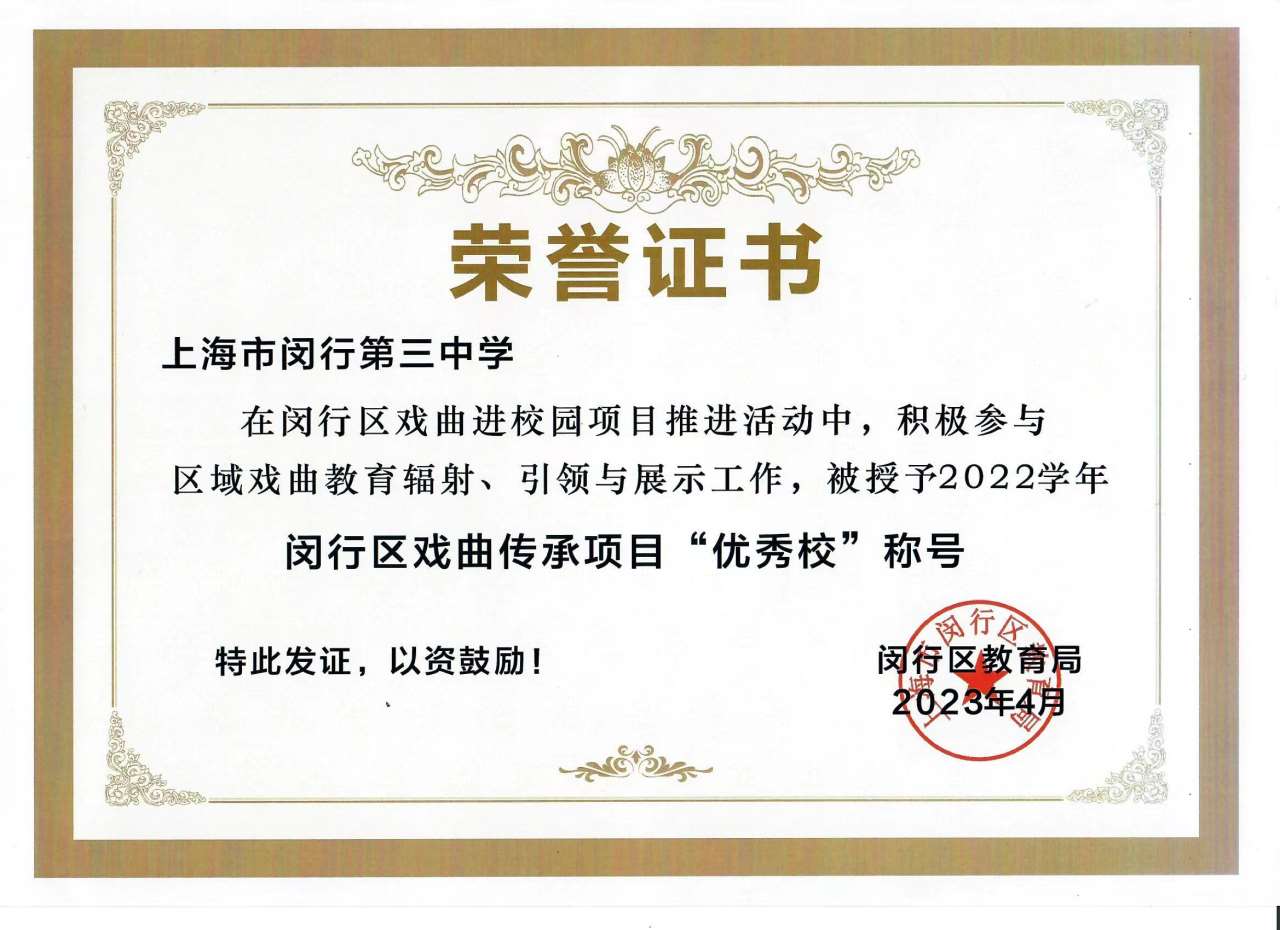 荣誉证书
上海市闵行第三中学
在闵行区戏曲进校园项目推进活动中，积极参与
区域戏曲教育辐射、引领与展示工作，被授予2022学年
闵行区戏曲传承项目“优秀校”称号
特此发证，以资鼓励！
闵行区教育局
2023年4月
上海市闵行区教育局